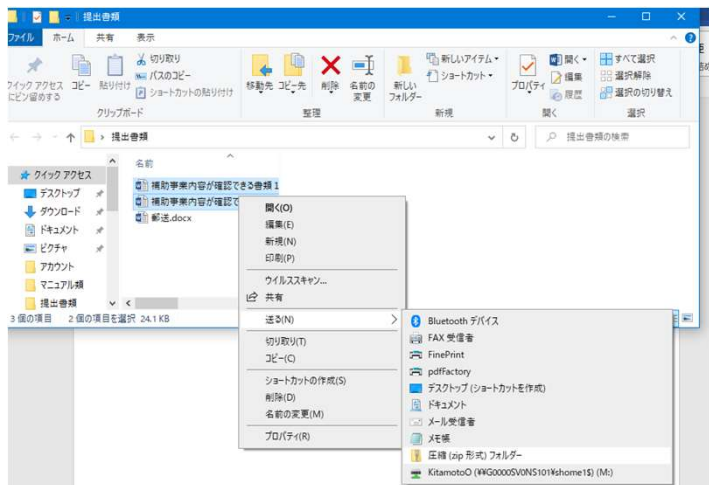 提出書類
ファイル ホーム 共有 表示
クイック アクセス
にピン留めする
コピー
貼り付け
切り取り
パスのコピー
ショートカットの貼り付け
クリップボード
移動先 コピー先 削除 名前の
変更
整理
新しい
フォルダー
新しいアイテム
ショートカット
新規
プロパティ
開く
編集
履歴
開く
すべて選択
選択解除
選択の切り替え
選択
提出書類
提出書類の検索
クイック アクセス
デスクトップ
ダウンロード
ドキュメント
ピクチャ
アカウント
マニュアル類
提出書類
名前
補助事業内容が確認できる書類 1
補助事業内容が確認で
郵送.docx
3 個の項目 2 個の項目を選択 24.1 KB
開く(O)
編集(E)
新規(N)
印刷(P)
ウイルススキャン...
共有
送る(N)
切り取り(T)
コピー(C)
ショートカットの作成(S)
削除(D)
名前の変更(M)
プロパティ(R)
Bluetooth デバイス
FAX 受信者
FinePrint
pdfFactory
デスクトップ (ショートカットを作成)
ドキュメント
メール受信者
メモ帳
圧縮 (zip 形式) フォルダー
KitamotoO (¥¥G0000SV0NS101¥shome1$) (M:)